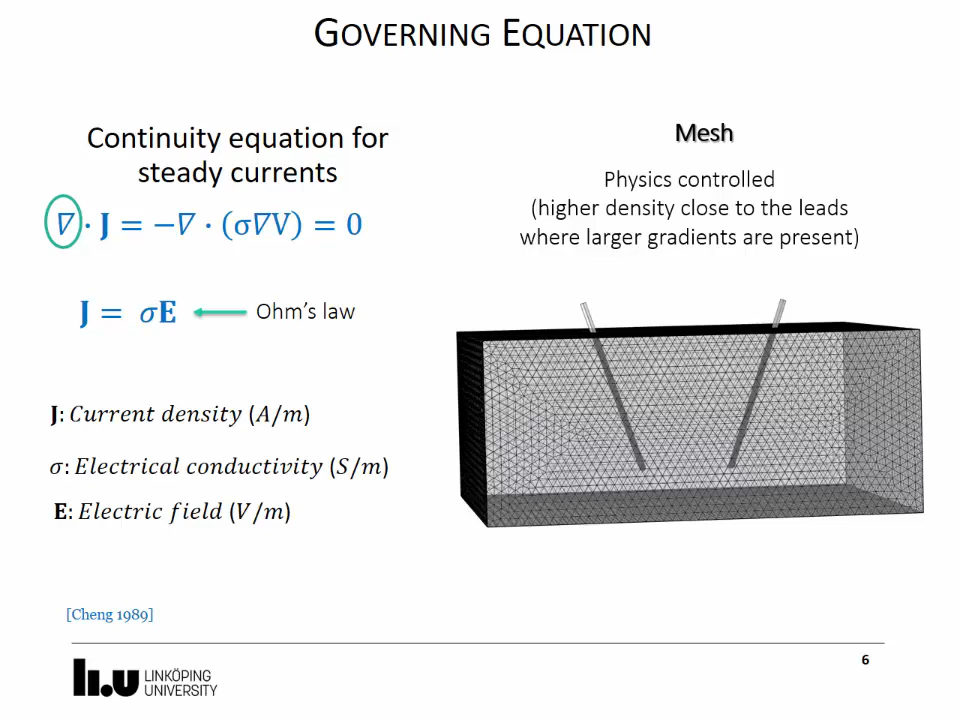 GOVERNING EQUATION
Continuity equation for
steady currents
∇ · J = −∇ · (σ∇V) = 0
J = σE
Ohm's law
J: Current density (A/m)
σ: Electrical conductivity (S/m)
E: Electric field (V/m)
[Cheng 1989]
Mesh
Physics controlled
(higher density close to the leads
where larger gradients are present)
LINKÖPING
UNIVERSITY
li.u
6